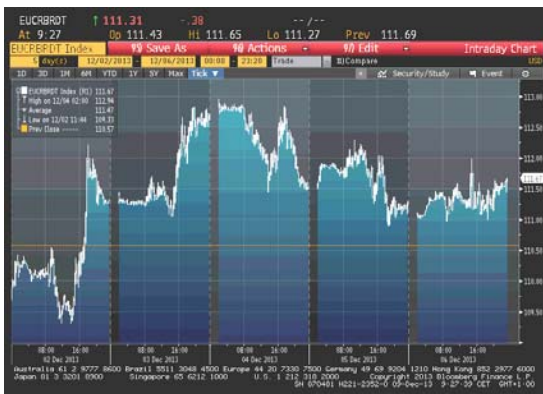 EUCRBRDT ↑ 111.31 -.38 -- / --
At 9:27 Op 111.43 Hi 111.65 Lo 111.27 Prev 111.69
EUCRBRDT Index 95) Save As 96) Actions 97) Edit Intraday Chart
5 day(s) 12/02/2013 - 12/06/2013 00:00 - 23:20 Trade Compare USD
1D 3D 1M 6M YTD 1Y 5Y Max Tick ▼ Security/Study Event
EUCRBRDT Index (R1) 111.67
High on 12/04 02:00 112.94
Average 111.47
Low on 12/02 11:44 109.33
Prev Close ----- 110.57
113.00
112.50
112.00
111.67
111.50
111.00
110.50
110.00
109.50
08:00 16:00 08:00 16:00 08:00 16:00 08:00 16:00 08:00 16:00
02 Dec 2013 03 Dec 2013 04 Dec 2013 05 Dec 2013 06 Dec 2013
Australia 61 2 9777 8600 Brazil 5511 3048 4500 Europe 44 20 7330 7500 Germany 49 69 9204 1210 Hong Kong 852 2977 6000
Japan 81 3 3201 8900 Singapore 65 6212 1000 U.S. 1 212 318 2000 Copyright 2013 Bloomberg Finance L.P.
SN 870481 H221-2352-0 09-Dec-13 9:27:39 CET GMT+1:00